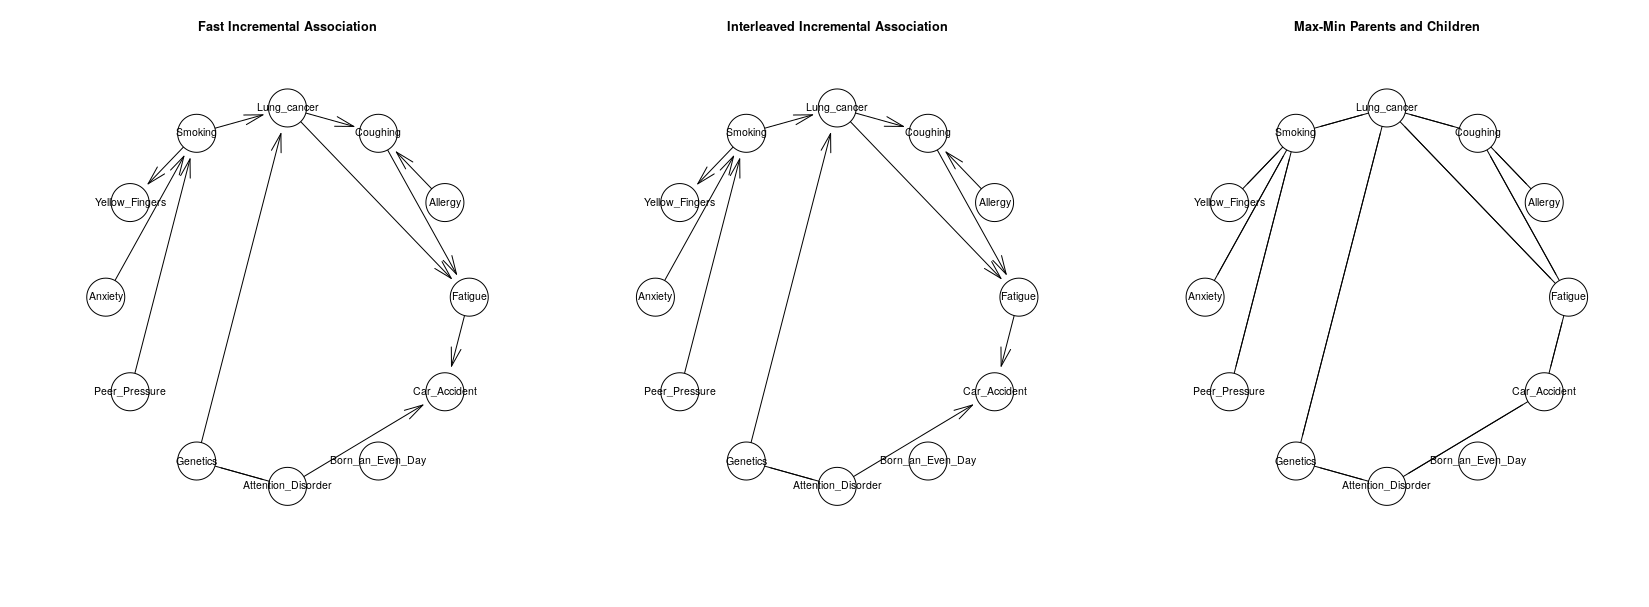 Fast Incremental Association
Lung_cancer
Smoking
Coughing
Yellow_Fingers
Allergy
Anxiety
Fatigue
Peer_Pressure
Car_Accident
Genetics
Born_an_Even_Day
Attention_Disorder
Interleaved Incremental Association
Lung_cancer
Smoking
Coughing
Yellow_Fingers
Allergy
Anxiety
Fatigue
Peer_Pressure
Car_Accident
Genetics
Born_an_Even_Day
Attention_Disorder
Max-Min Parents and Children
Lung_cancer
Smoking
Coughing
Yellow_Fingers
Allergy
Anxiety
Fatigue
Peer_Pressure
Car_Accident
Genetics
Born_an_Even_Day
Attention_Disorder